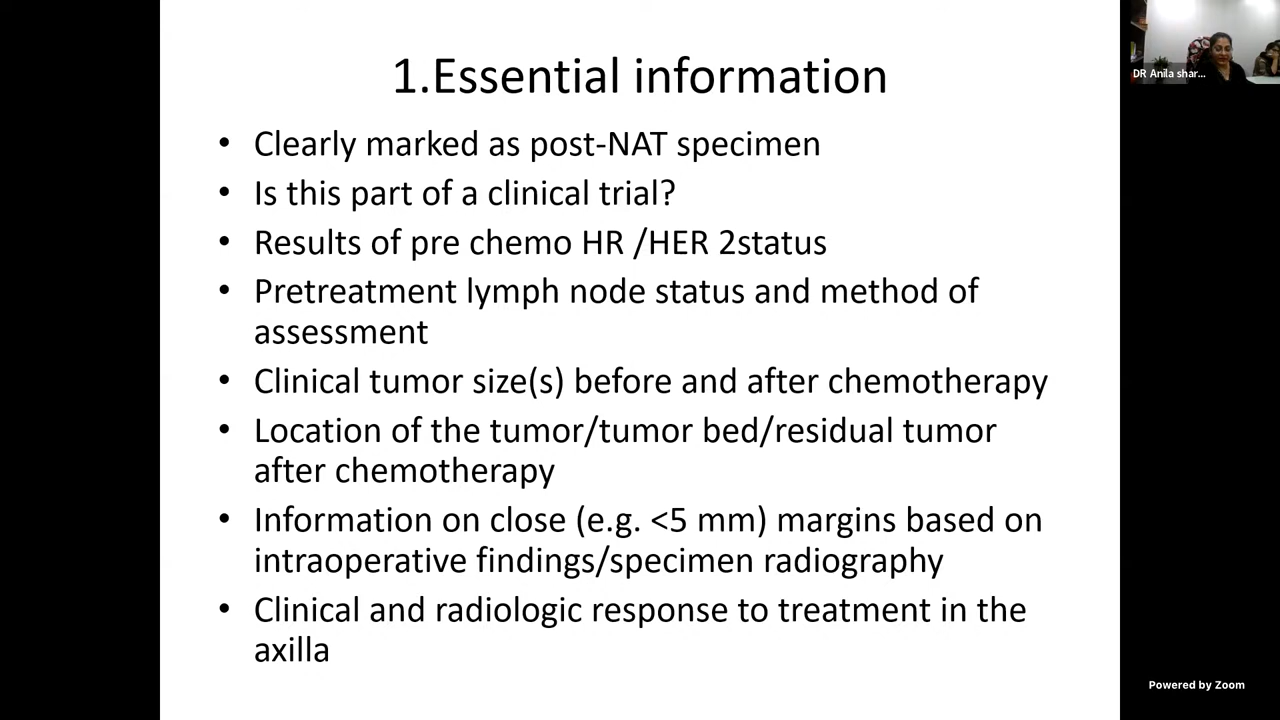 1.Essential information
• Clearly marked as post-NAT specimen
• Is this part of a clinical trial?
• Results of pre chemo HR /HER 2status
• Pretreatment lymph node status and method of
assessment
• Clinical tumor size(s) before and after chemotherapy
• Location of the tumor/tumor bed/residual tumor
after chemotherapy
• Information on close (e.g. <5 mm) margins based on
intraoperative findings/specimen radiography
• Clinical and radiologic response to treatment in the
axilla
DR Anila shar...
Powered by Zoom